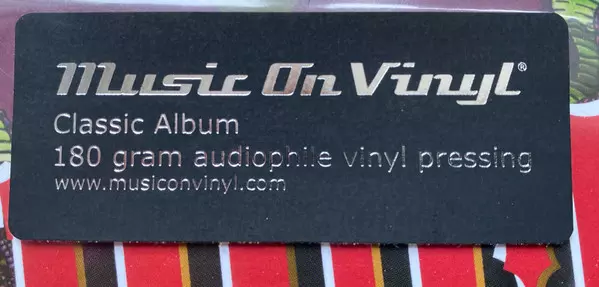 Music On Vinyl®
Classic Album
180 gram audiophile vinyl pressing
www.musiconvinyl.com